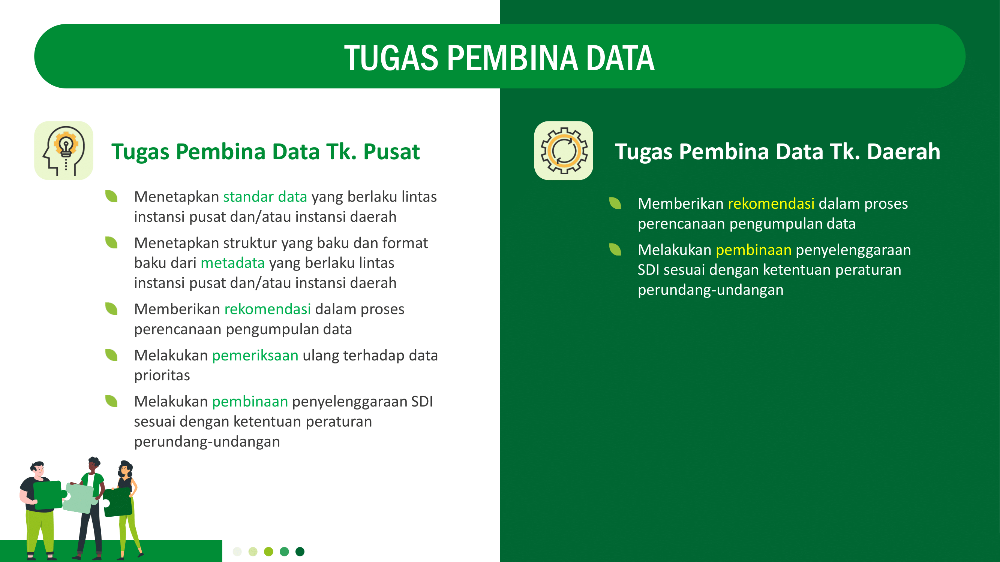 TUGAS PEMBINA DATA
Tugas Pembina Data Tk. Pusat
Menetapkan standar data yang berlaku lintas
instansi pusat dan/atau instansi daerah
Menetapkan struktur yang baku dan format
baku dari metadata yang berlaku lintas
instansi pusat dan/atau instansi daerah
Memberikan rekomendasi dalam proses
perencanaan pengumpulan data
Melakukan pemeriksaan ulang terhadap data
prioritas
Melakukan pembinaan penyelenggaraan SDI
sesuai dengan ketentuan peraturan
perundang-undangan
Tugas Pembina Data Tk. Daerah
Memberikan rekomendasi dalam proses
perencanaan pengumpulan data
Melakukan pembinaan penyelenggaraan
SDI sesuai dengan ketentuan peraturan
perundang-undangan